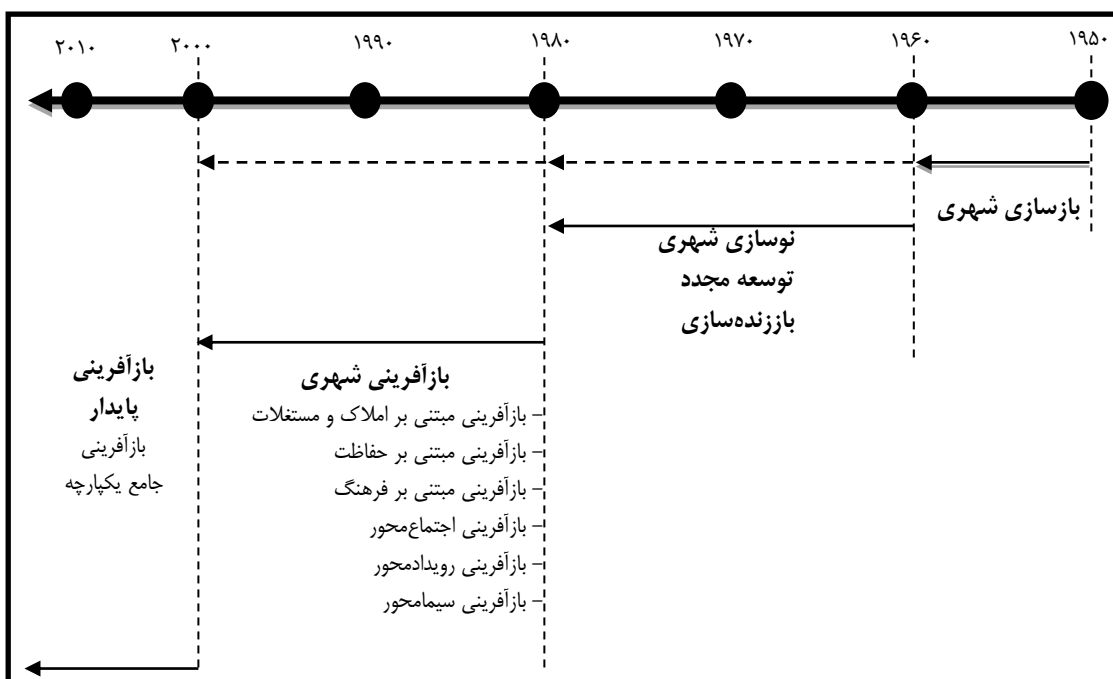 ۱۹۵۰ ۱۹۶۰ ۱۹۷۰ ۱۹۸۰ ۱۹۹۰ ۲۰۰۰ ۲۰۱۰
بازسازی شهری
نوسازی شهری
توسعه مجدد
باززنده‌سازی
بازآفرینی شهری
- بازآفرینی مبتنی بر املاک و مستغلات
- بازآفرینی مبتنی بر حفاظت
- بازآفرینی مبتنی بر فرهنگ
- بازآفرینی اجتماع‌محور
- بازآفرینی رویدادمحور
- بازآفرینی سیمامحور
بازآفرینی
پایدار
بازآفرینی
جامع یکپارچه